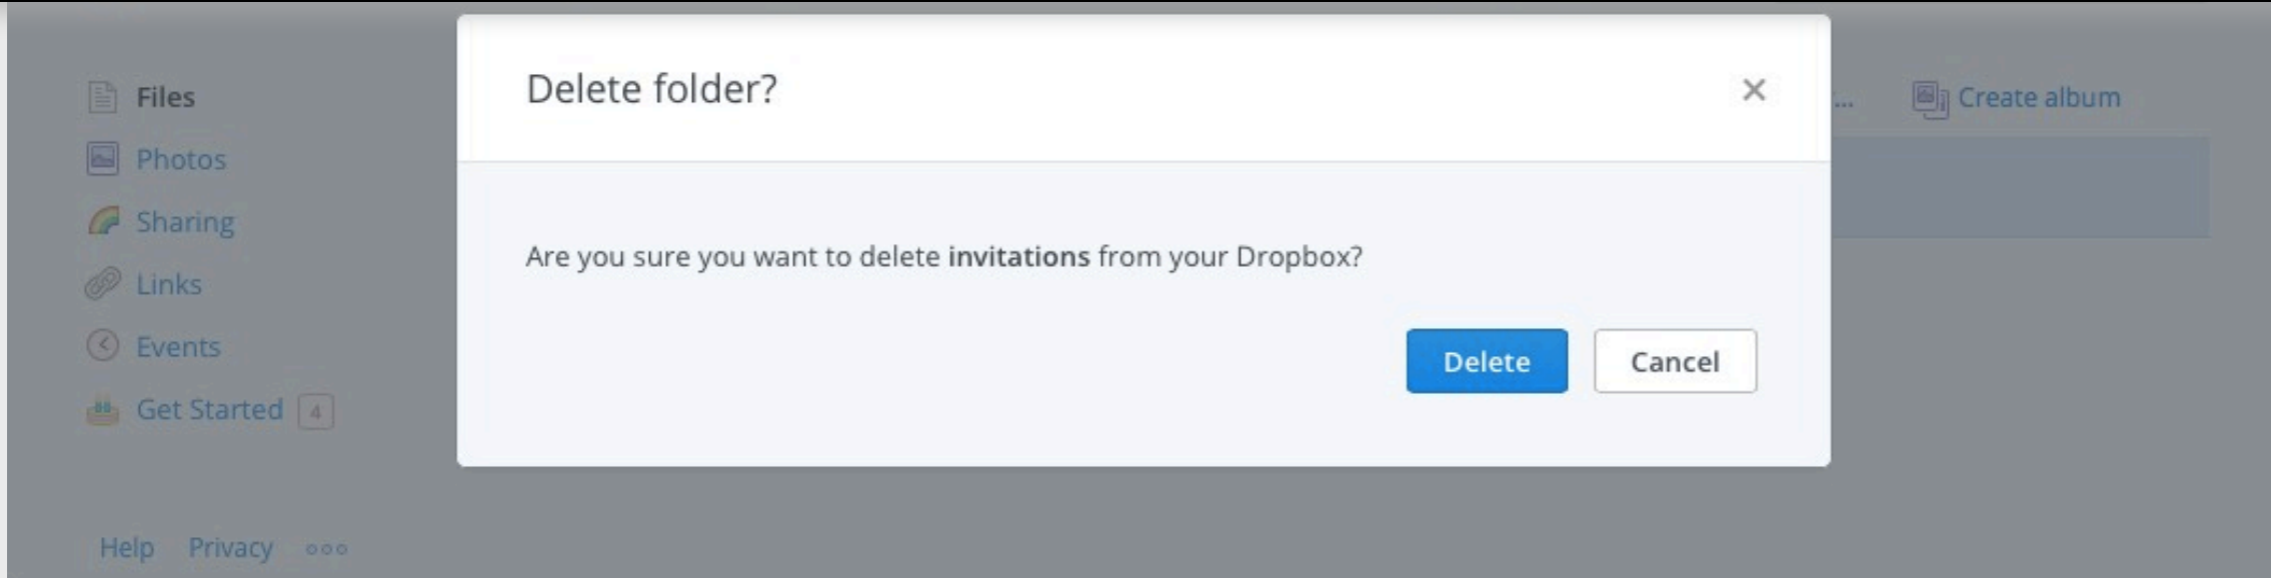 Delete folder?
Files
... Create album
Photos
Sharing
Are you sure you want to delete invitations from your Dropbox?
Links
Events
Delete Cancel
Get Started 4
Help Privacy